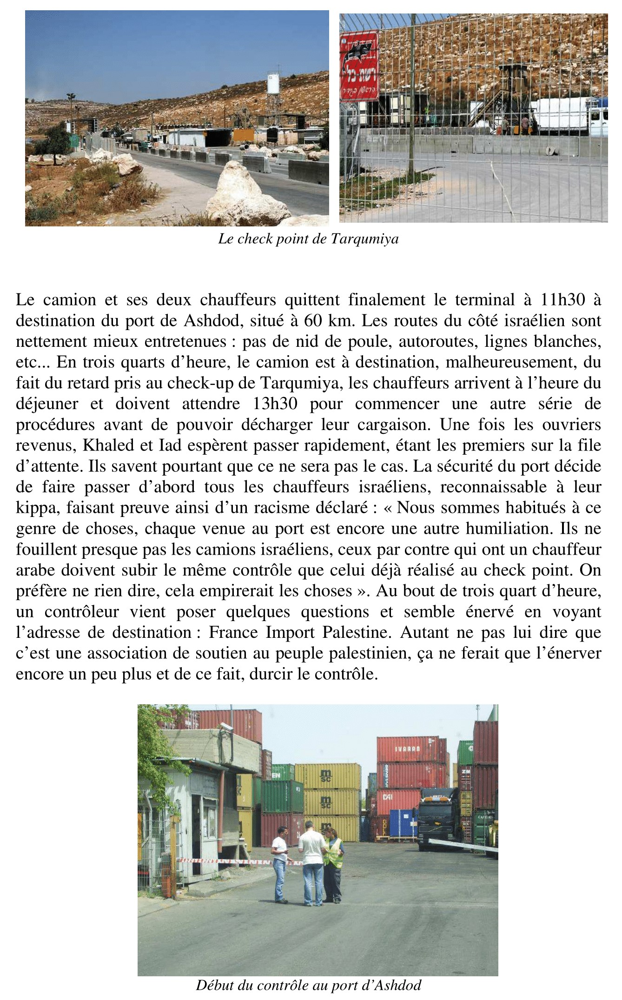 רשת-כל
Le check point de Tarqumiya
Le camion et ses deux chauffeurs quittent finalement le terminal à 11h30 à
destination du port de Ashdod, situé à 60 km. Les routes du côté israélien sont
nettement mieux entretenues : pas de nid de poule, autoroutes, lignes blanches,
etc... En trois quarts d’heure, le camion est à destination, malheureusement, du
fait du retard pris au check-up de Tarqumiya, les chauffeurs arrivent à l’heure du
déjeuner et doivent attendre 13h30 pour commencer une autre série de
procédures avant de pouvoir décharger leur cargaison. Une fois les ouvriers
revenus, Khaled et Iad espèrent passer rapidement, étant les premiers sur la file
d’attente. Ils savent pourtant que ce ne sera pas le cas. La sécurité du port décide
de faire passer d’abord tous les chauffeurs israéliens, reconnaissable à leur
kippa, faisant preuve ainsi d’un racisme déclaré : « Nous sommes habitués à ce
genre de choses, chaque venue au port est encore une autre humiliation. Ils ne
fouillent presque pas les camions israéliens, ceux par contre qui ont un chauffeur
arabe doivent subir le même contrôle que celui déjà réalisé au check point. On
préfère ne rien dire, cela empirerait les choses ». Au bout de trois quart d’heure,
un contrôleur vient poser quelques questions et semble énervé en voyant
l’adresse de destination : France Import Palestine. Autant ne pas lui dire que
c’est une association de soutien au peuple palestinien, ça ne ferait que l’énerver
encore un peu plus et de ce fait, durcir le contrôle.
IVARAN
GENSTAR
EN
msc
msc
msc
msc
ZIM
CAI
6977
GOLD
CAPITAL
Début du contrôle au port d’Ashdod